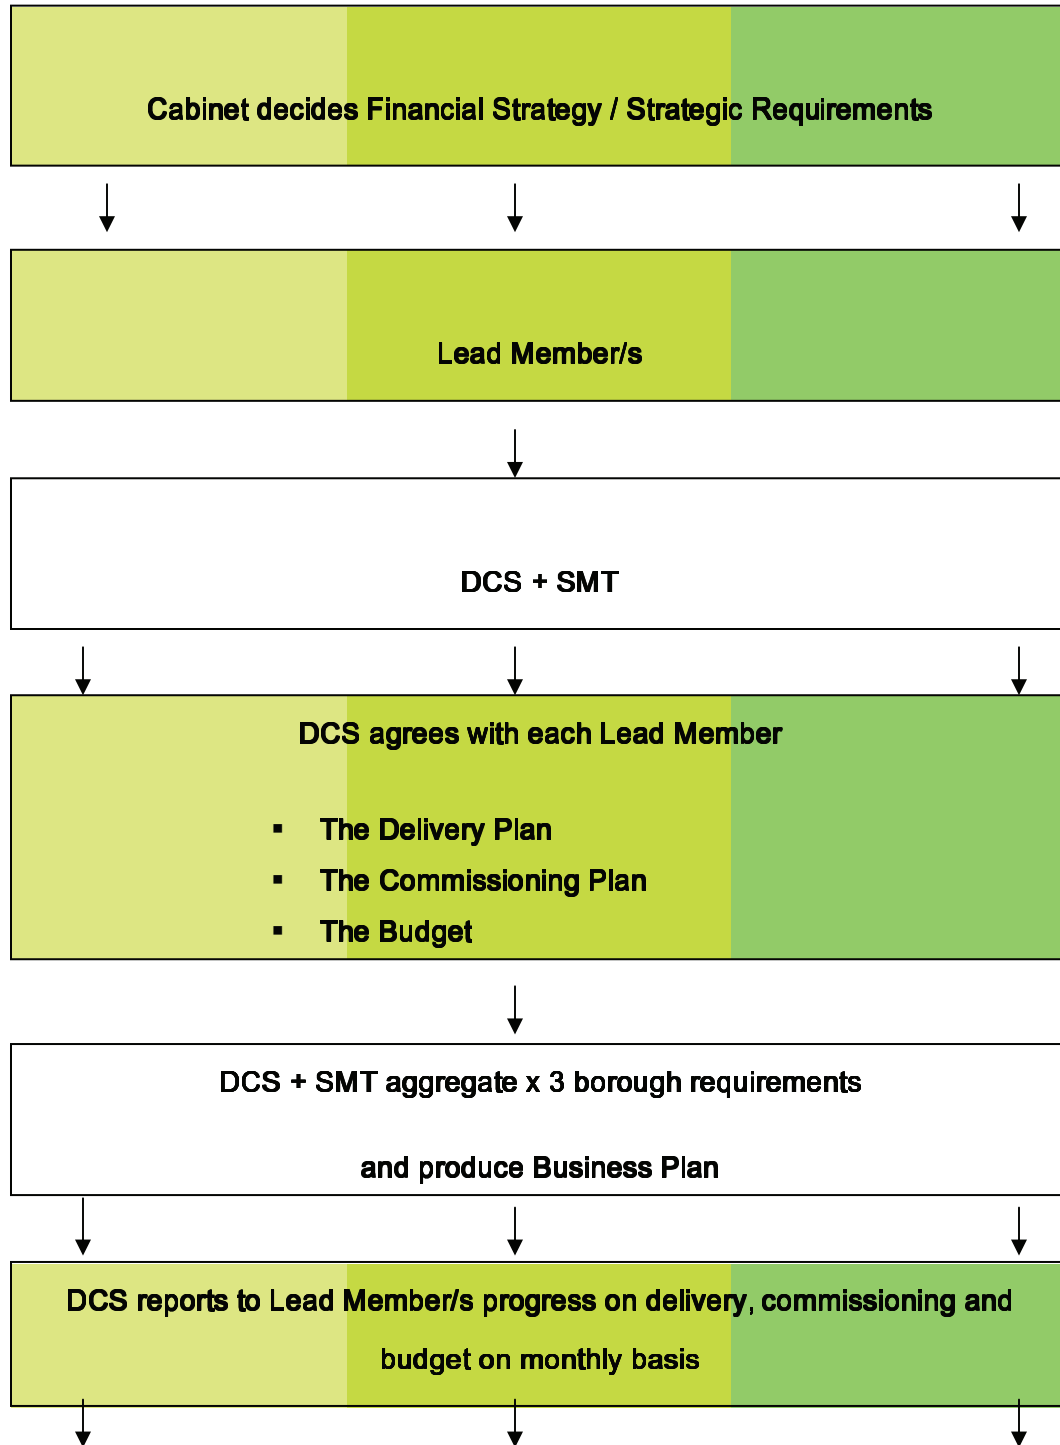 Cabinet decides Financial Strategy / Strategic Requirements
Lead Member/s
DCS + SMT
DCS agrees with each Lead Member
▪ The Delivery Plan
▪ The Commissioning Plan
▪ The Budget
DCS + SMT aggregate x 3 borough requirements
and produce Business Plan
DCS reports to Lead Member/s progress on delivery, commissioning and
budget on monthly basis